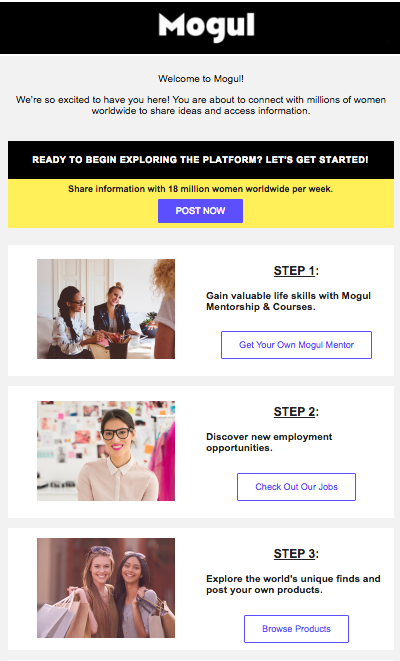 Mogul
Welcome to Mogul!
We're so excited to have you here! You are about to connect with millions of women
worldwide to share ideas and access information.
READY TO BEGIN EXPLORING THE PLATFORM? LET'S GET STARTED!
Share information with 18 million women worldwide per week.
POST NOW
STEP 1:
Gain valuable life skills with Mogul
Mentorship & Courses.
Get Your Own Mogul Mentor
STEP 2:
Discover new employment
opportunities.
Check Out Our Jobs
STEP 3:
Explore the world's unique finds and
post your own products.
Browse Products